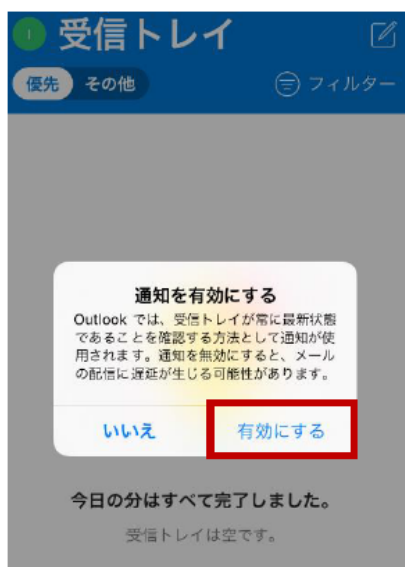 受信トレイ
優先 その他 フィルター
通知を有効にする
Outlook では、受信トレイが常に最新状態
であることを確認する方法として通知が使
用されます。通知を無効にすると、メール
の配信に遅延が生じる可能性があります。
いいえ 有効にする
今日の分はすべて完了しました。
受信トレイは空です。